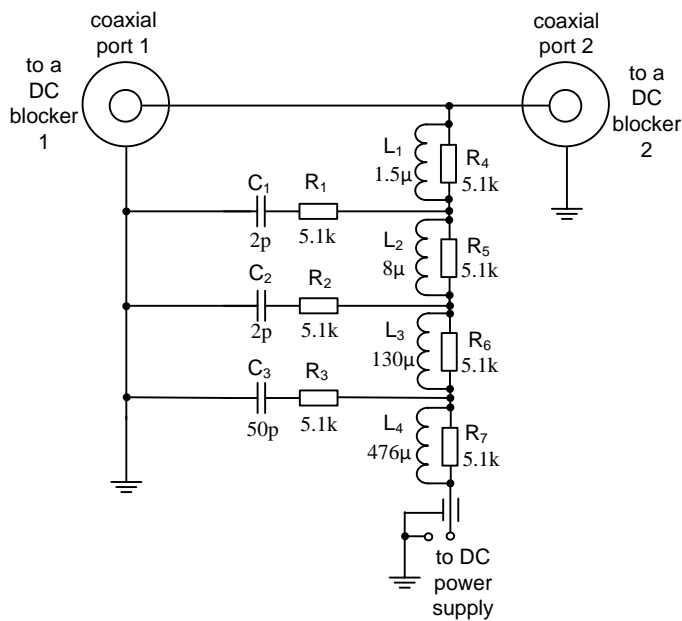 coaxial
port 1
to a
DC
blocker
1
coaxial
port 2
to a
DC
blocker
2
L₁
1.5μ
R₄
5.1k
C₁
2p
R₁
5.1k
L₂
8μ
R₅
5.1k
C₂
2p
R₂
5.1k
L₃
130μ
R₆
5.1k
C₃
50p
R₃
5.1k
L₄
476μ
R₇
5.1k
to DC
power
supply